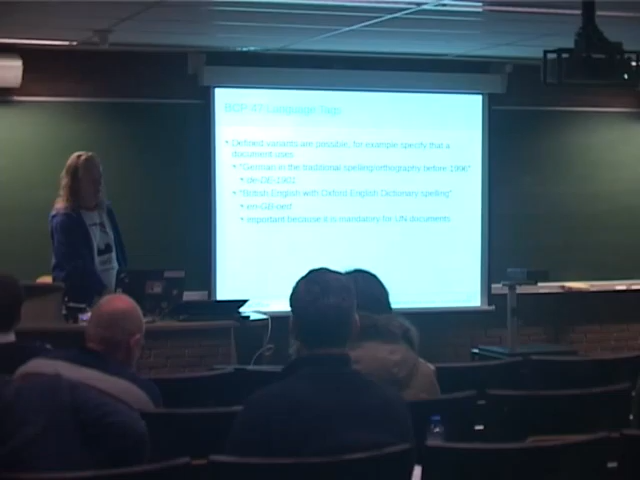 BCP 47 Language Tags
• Defined variants are possible, for example specify that a
document uses
• "German in the traditional spelling orthography before 1996"
• de-DE-1901
• "British English with Oxford English Dictionary spelling"
• en-GB-oed
• important because it is mandatory for UN documents